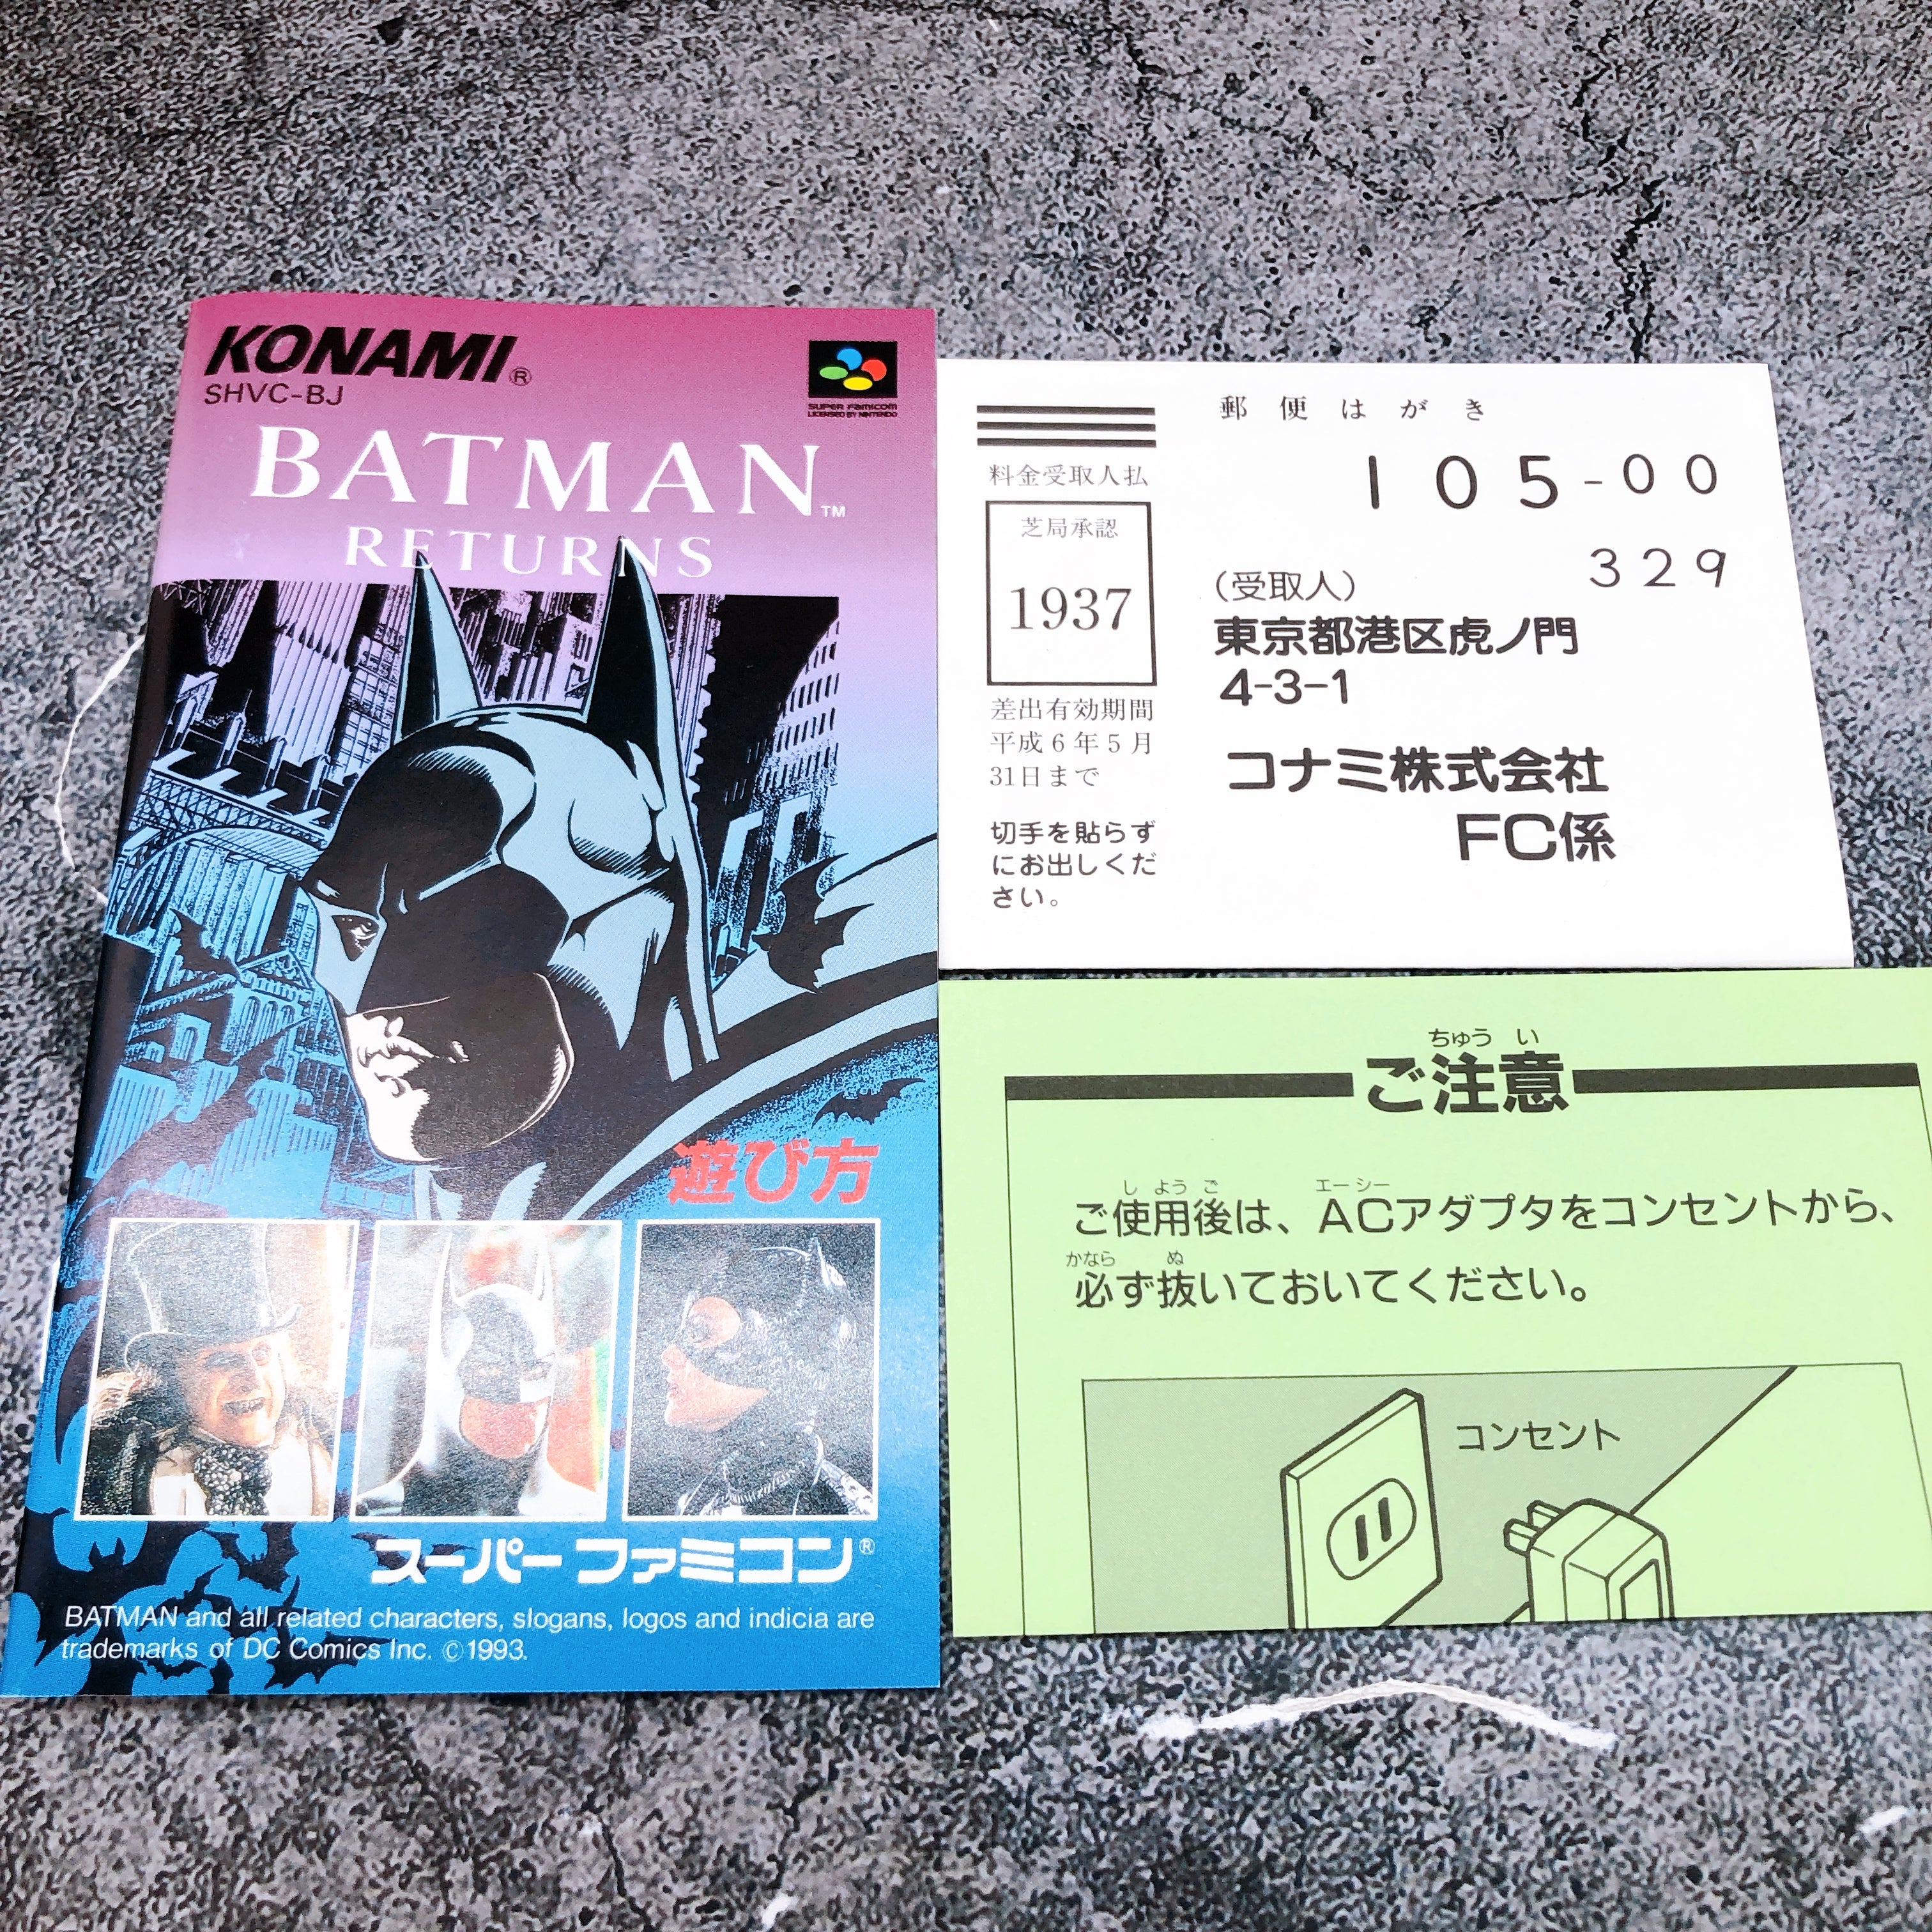 KONAMI®
SHVC-BJ
SUPER FAMICOM
LICENSED BY NINTENDO
BATMAN™
RETURNS
遊び方
スーパーファミコン®
BATMAN and all related characters, slogans, logos and indicia are
trademarks of DC Comics Inc. ©1993.
郵便はがき
105-00
329
料金受取人払
芝局承認
1937
差出有効期間
平成6年5月
31日まで
切手を貼らず
にお出しくだ
さい。
(受取人)
東京都港区虎ノ門
4-3-1
コナミ株式会社
FC係
ちゅう い
ご注意
し よう ご エーシー
ご使用後は、ACアダプタをコンセントから、
かなら ぬ
必ず抜いておいてください。
コンセント